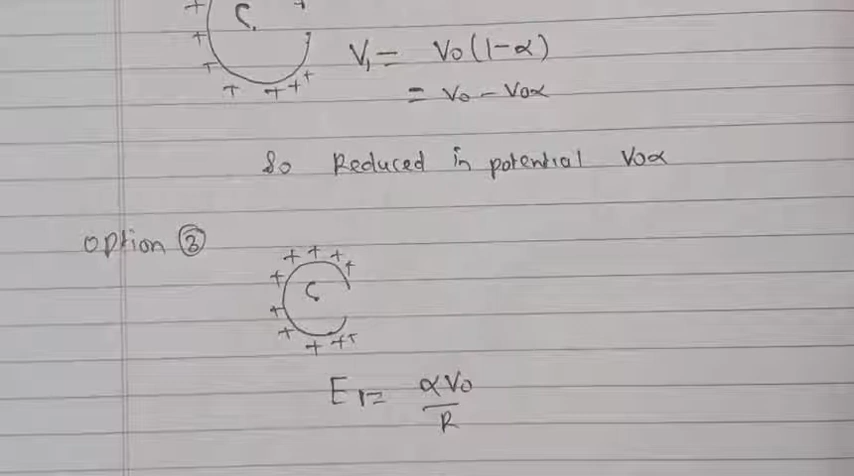 C.
V₁ = V₀(1-α)
= V₀ - V₀α
So Reduced in potential V₀α
option ③
C
E₁ = αV₀/R